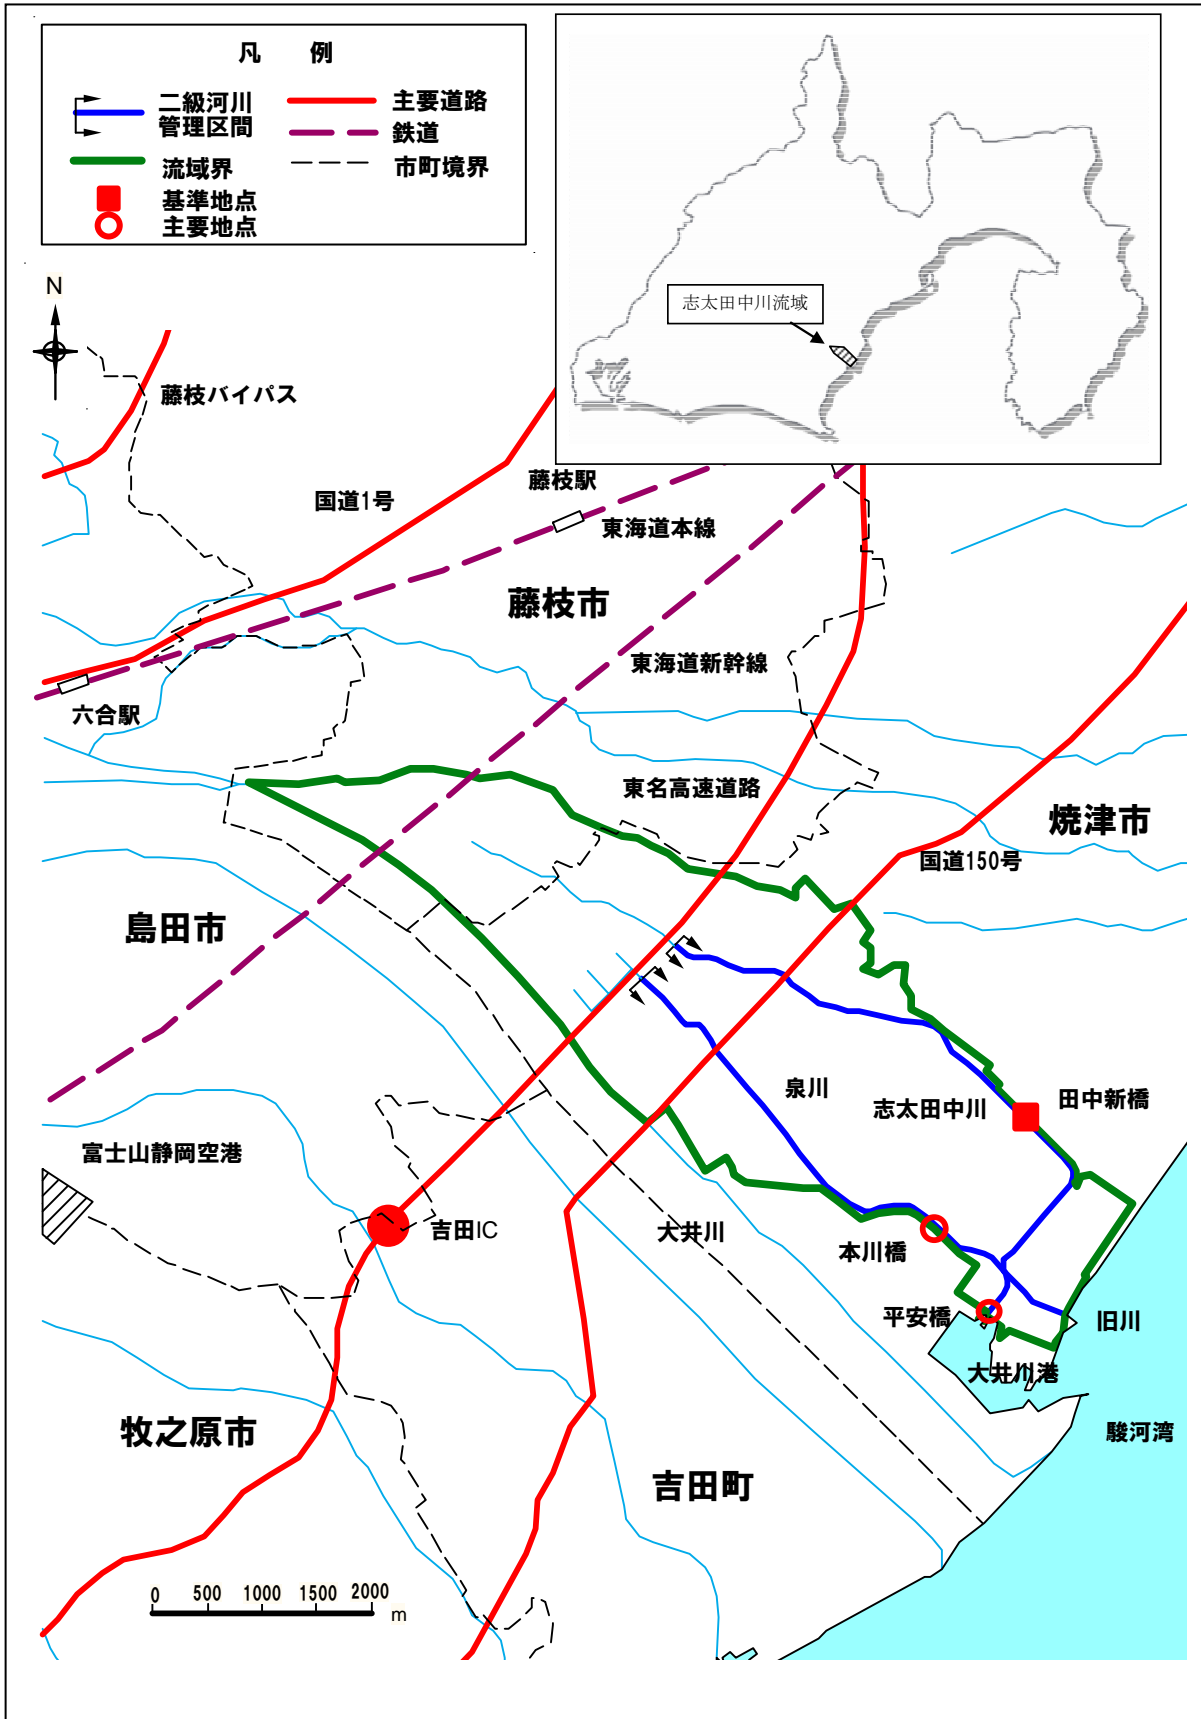 凡 例
二級河川
管理区間
流域界
基準地点
主要地点
主要道路
鉄道
市町境界
志太田中川流域
N
藤枝バイパス
国道1号
藤枝駅
東海道本線
藤枝市
東海道新幹線
六合駅
東名高速道路
焼津市
国道150号
島田市
泉川
志太田中川
田中新橋
富士山静岡空港
吉田IC
大井川
本川橋
平安橋
旧川
大井川港
駿河湾
牧之原市
吉田町
0 500 1000 1500 2000
m